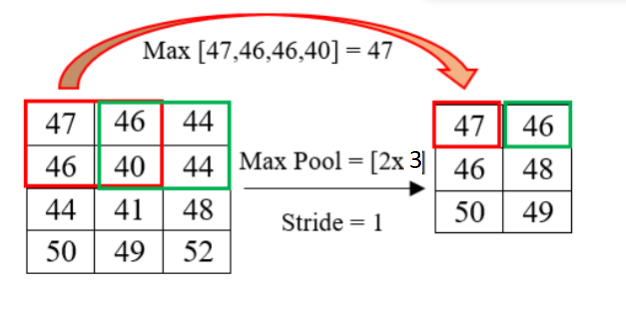 Max [47,46,46,40] = 47
47 46 44
46 40 44
44 41 48
50 49 52
Max Pool = [2x 3]
Stride = 1
47 46
46 48
50 49